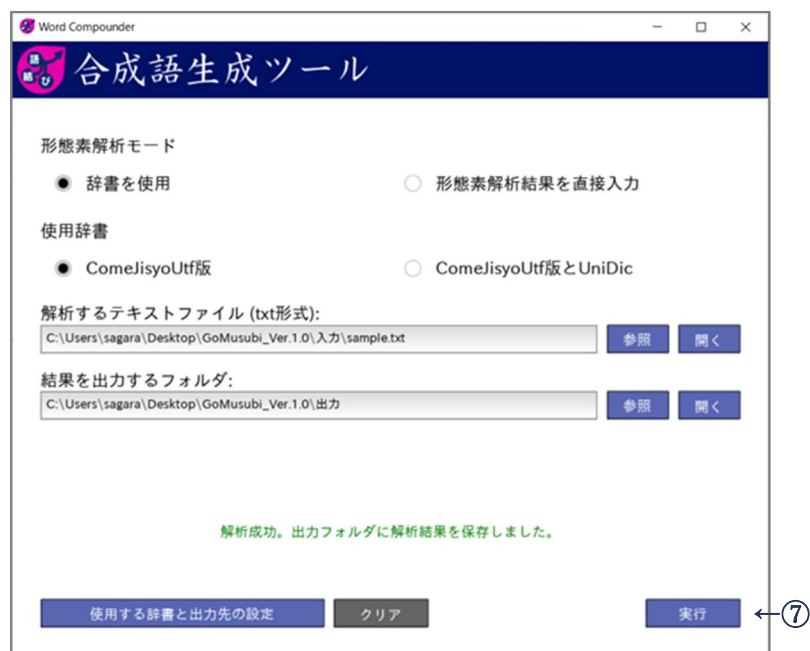 Word Compounder
語結び 合成語生成ツール
形態素解析モード
辞書を使用 形態素解析結果を直接入力
使用辞書
ComeJisyoUtf版 ComeJisyoUtf版とUniDic
解析するテキストファイル (txt形式):
C:\Users\sagara\Desktop\GoMusubi_Ver.1.0\入力\sample.txt 参照 開く
結果を出力するフォルダ:
C:\Users\sagara\Desktop\GoMusubi_Ver.1.0\出力 参照 開く
解析成功。出力フォルダに解析結果を保存しました。
使用する辞書と出力先の設定 クリア 実行 ←⑦